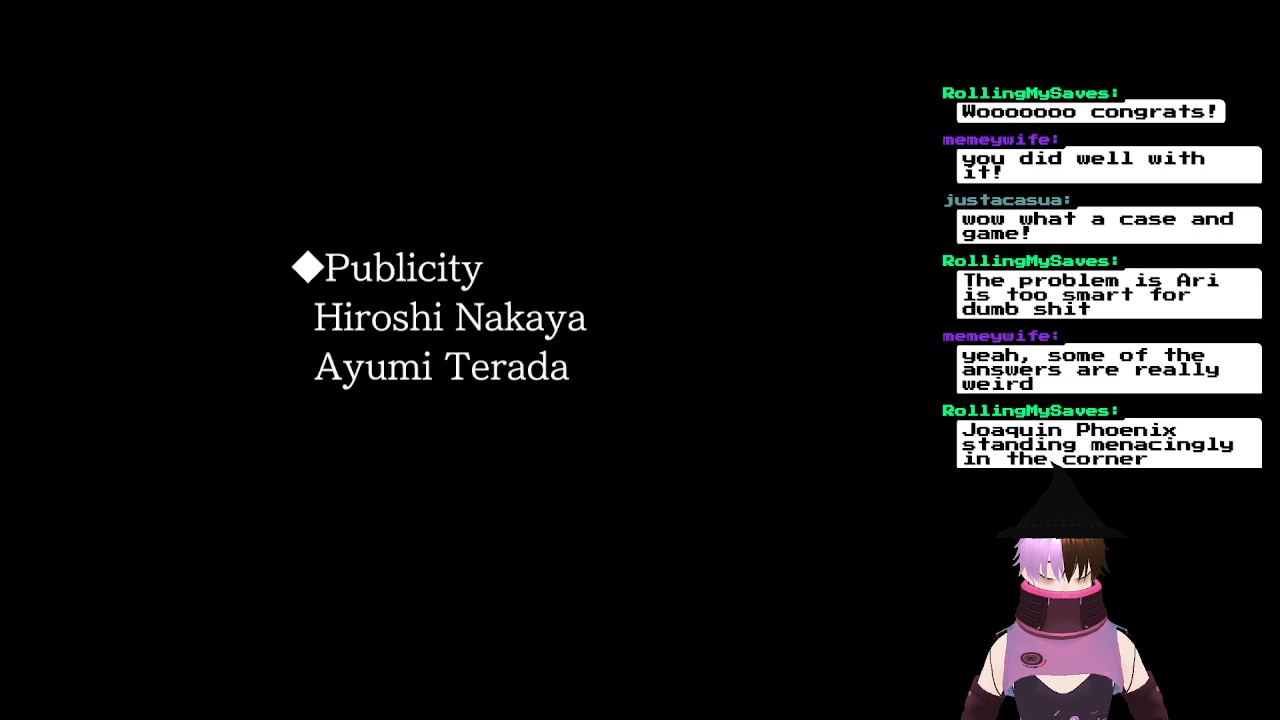 ◆Publicity
Hiroshi Nakaya
Ayumi Terada
RollingMySaves:
Wooooooo congrats!
memeywife:
you did well with
it!
justacasua:
wow what a case and
game!
RollingMySaves:
The problem is Ari
is too smart for
dumb shit
memeywife:
yeah, some of the
answers are really
weird
RollingMySaves:
Joaquin Phoenix
standing menacingly
in the corner